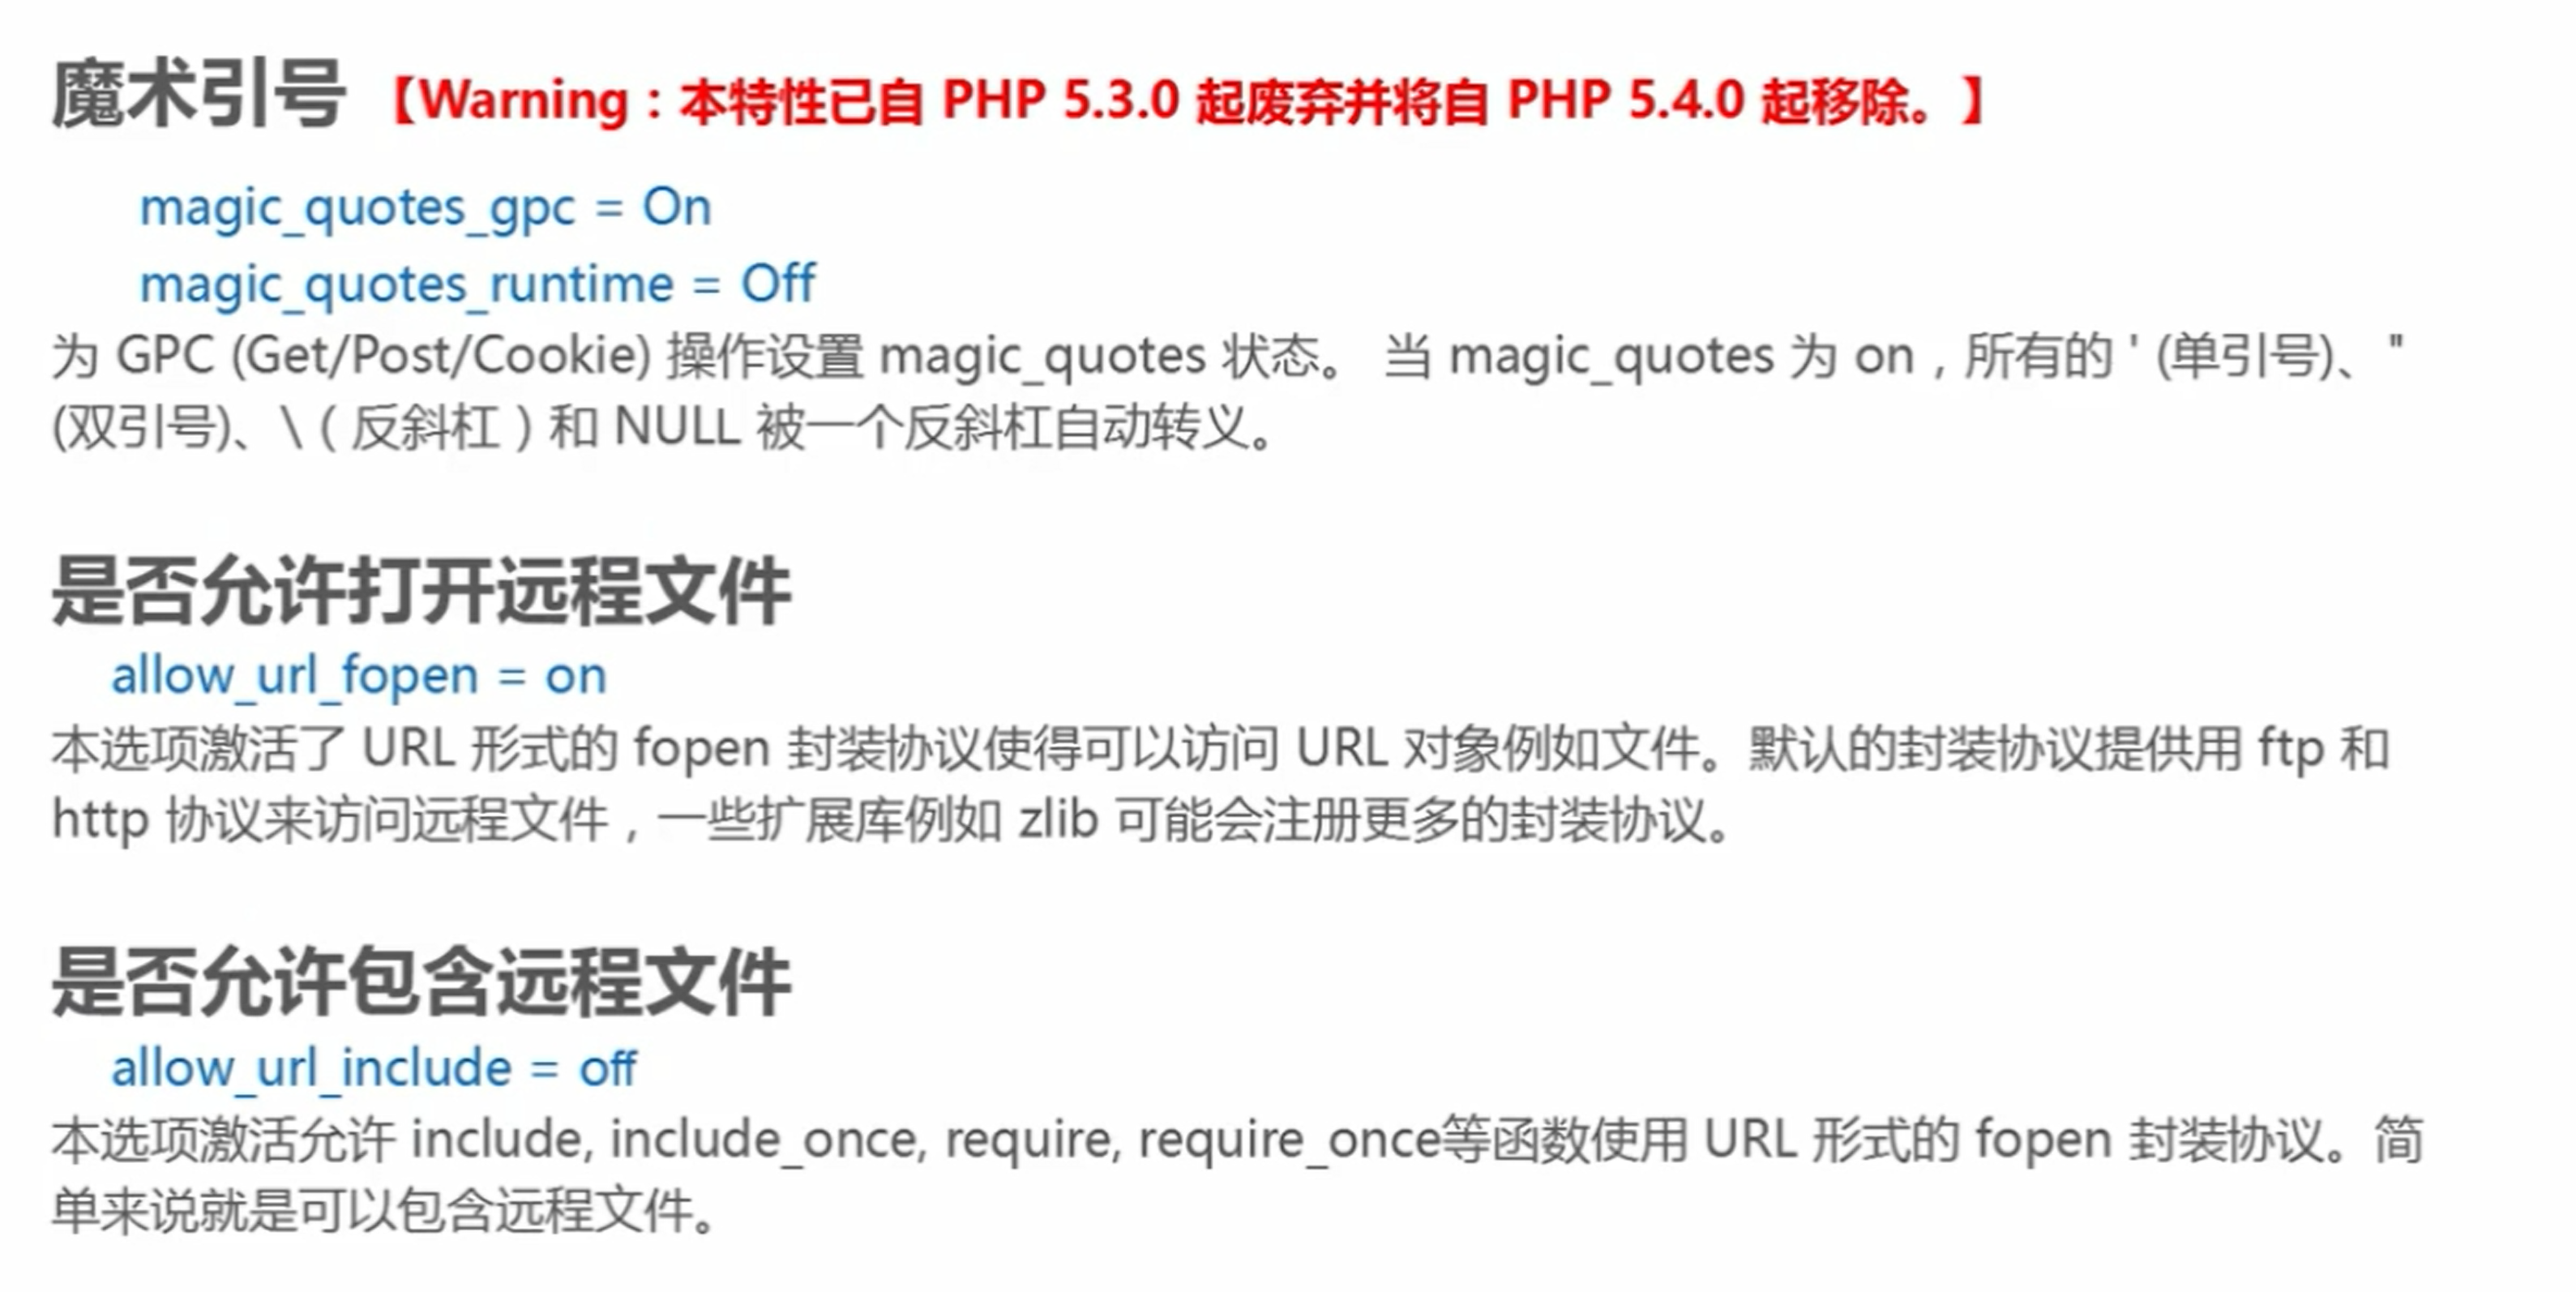 魔术引号 【Warning：本特性已自 PHP 5.3.0 起废弃并将自 PHP 5.4.0 起移除。】
magic_quotes_gpc = On
magic_quotes_runtime = Off
为 GPC (Get/Post/Cookie) 操作设置 magic_quotes 状态。 当 magic_quotes 为 on，所有的 ' (单引号)、"
(双引号)、\（反斜杠）和 NULL 被一个反斜杠自动转义。
是否允许打开远程文件
allow_url_fopen = on
本选项激活了 URL 形式的 fopen 封装协议使得可以访问 URL 对象例如文件。默认的封装协议提供用 ftp 和
http 协议来访问远程文件，一些扩展库例如 zlib 可能会注册更多的封装协议。
是否允许包含远程文件
allow_url_include = off
本选项激活允许 include, include_once, require, require_once等函数使用 URL 形式的 fopen 封装协议。简
单来说就是可以包含远程文件。